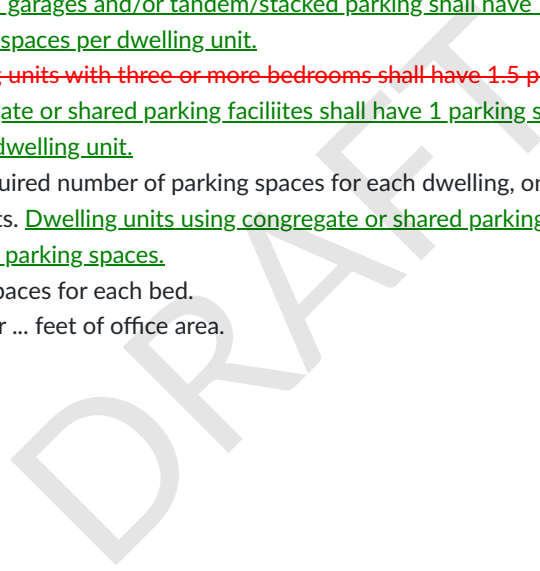 garages and/or tandem/stacked parking shall have
spaces per dwelling unit.
units with three or more bedrooms shall have 1.5 p
ate or shared parking faciliites shall have 1 parking s
dwelling unit.
uired number of parking spaces for each dwelling, or
ts. Dwelling units using congregate or shared parking
parking spaces.
paces for each bed.
r ... feet of office area.
DRAFT